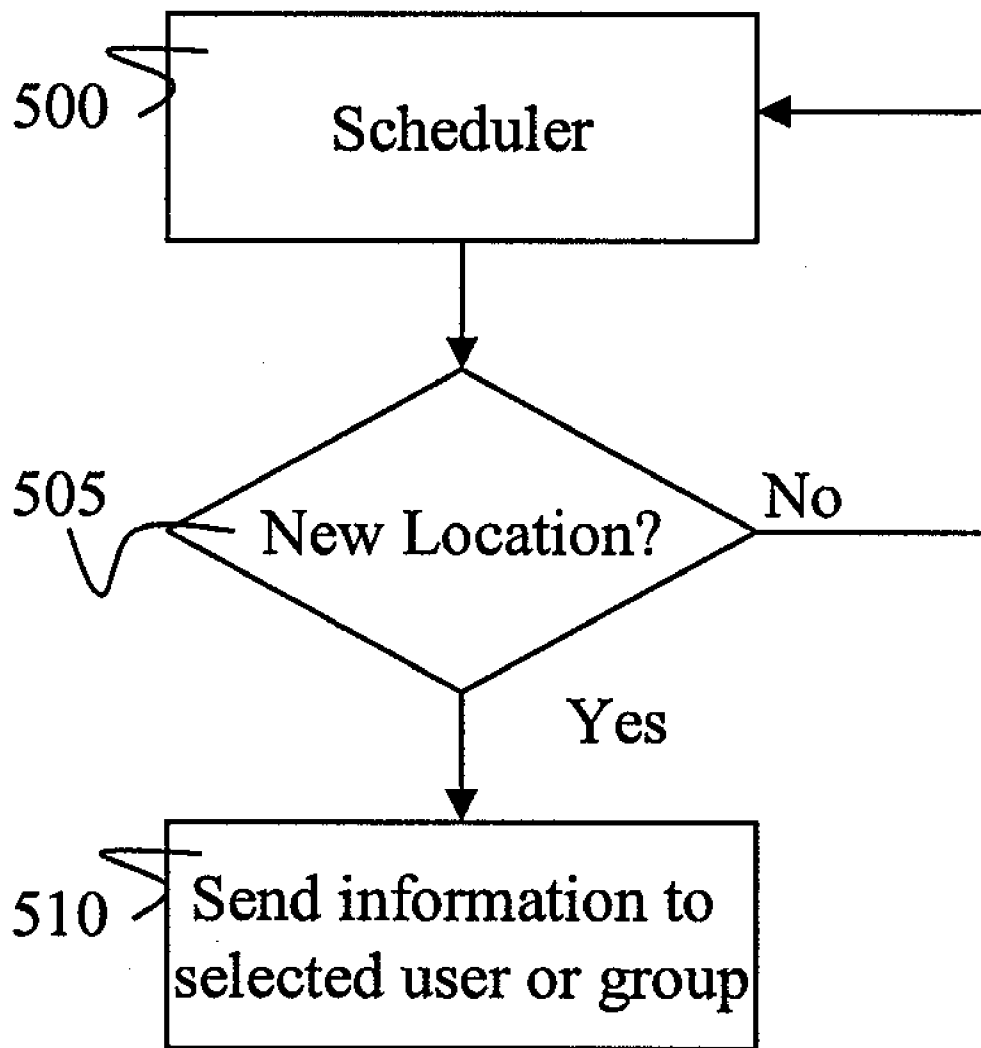 500
Scheduler
505
New Location?
No
Yes
510
Send information to
selected user or group